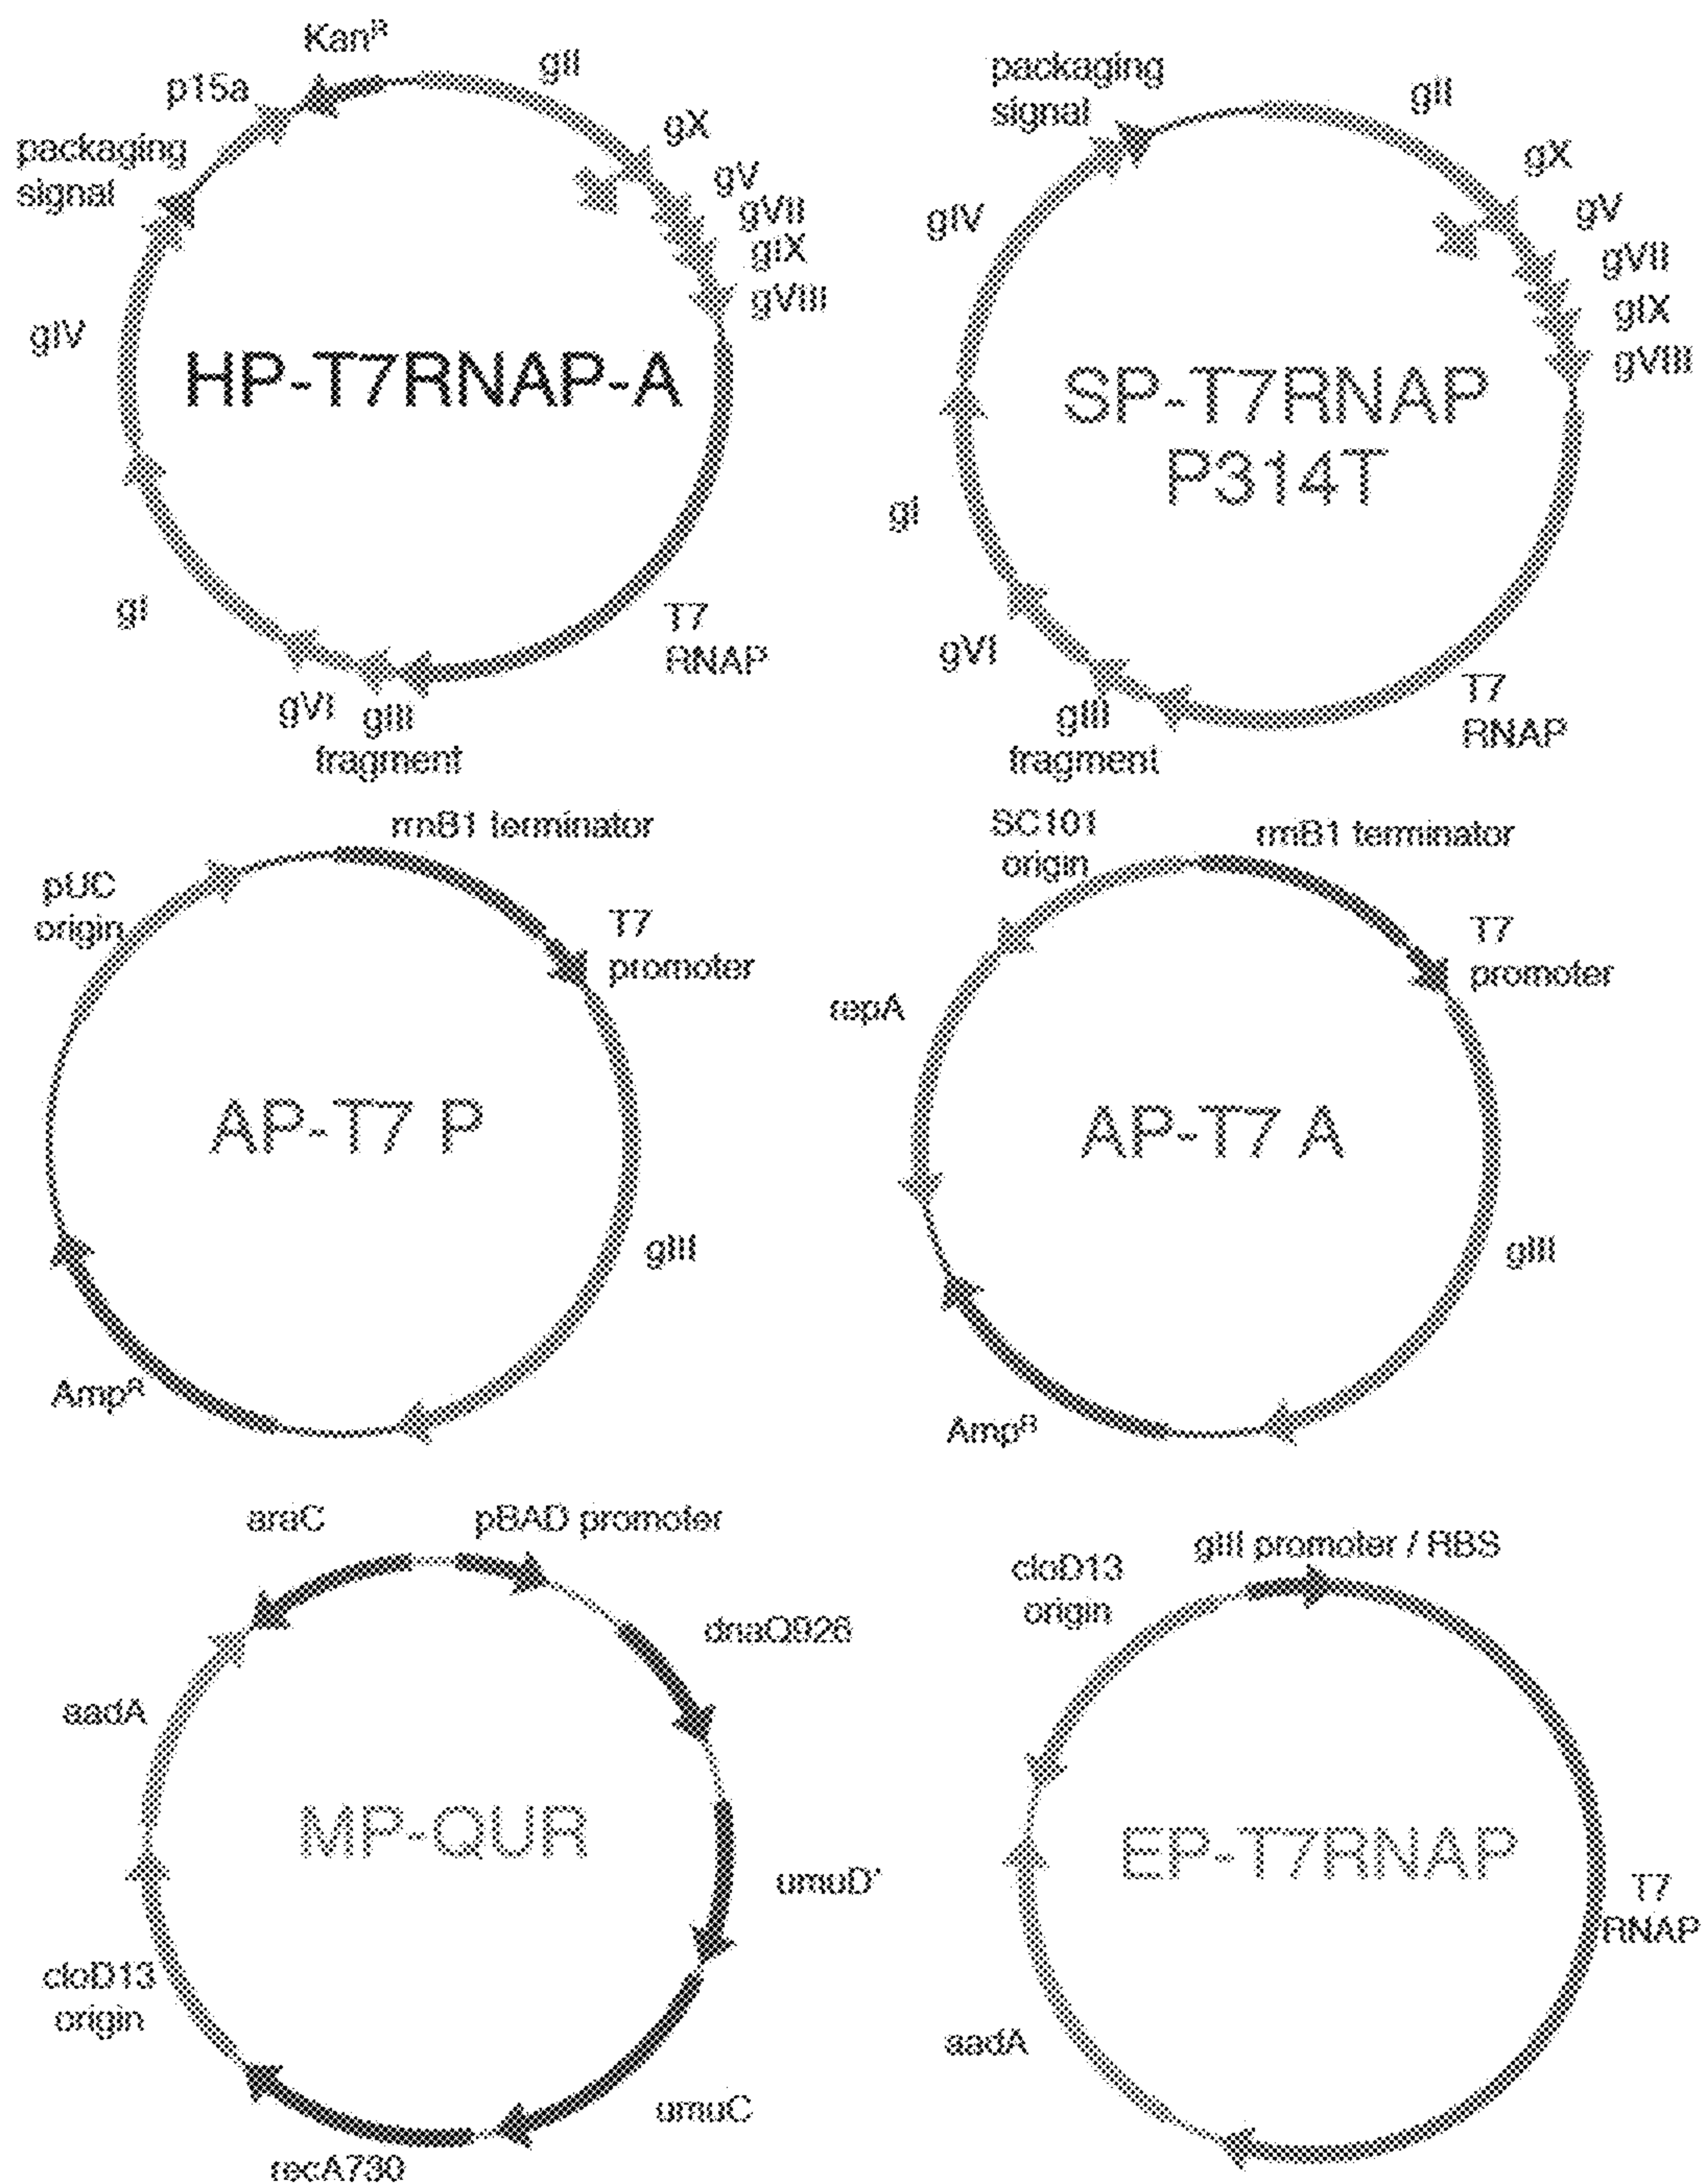 Kanᴿ
gII
p15a
gX
packaging
signal
gV
gVII
gIX
gVIII
gIV
HP-T7RNAP-A
gI
T7
RNAP
gVI
gIII
fragment
packaging
signal
gII
gX
gIV
gV
gVII
gIX
gVIII
SP-T7RNAP
P314T
gI
gVI
T7
RNAP
gIII
fragment
rrnB1 terminator
pUC
origin
T7
promoter
AP-T7 P
gIII
Ampᴿ
SC101
origin
rrnB1 terminator
T7
promoter
repA
AP-T7 A
gIII
Ampᴿ
araC
pBAD promoter
dnaQ926
aadA
MP-QUR
umuD'
cloD13
origin
umuC
recA730
gIII promoter / RBS
cloD13
origin
EP-T7RNAP
T7
RNAP
aadA